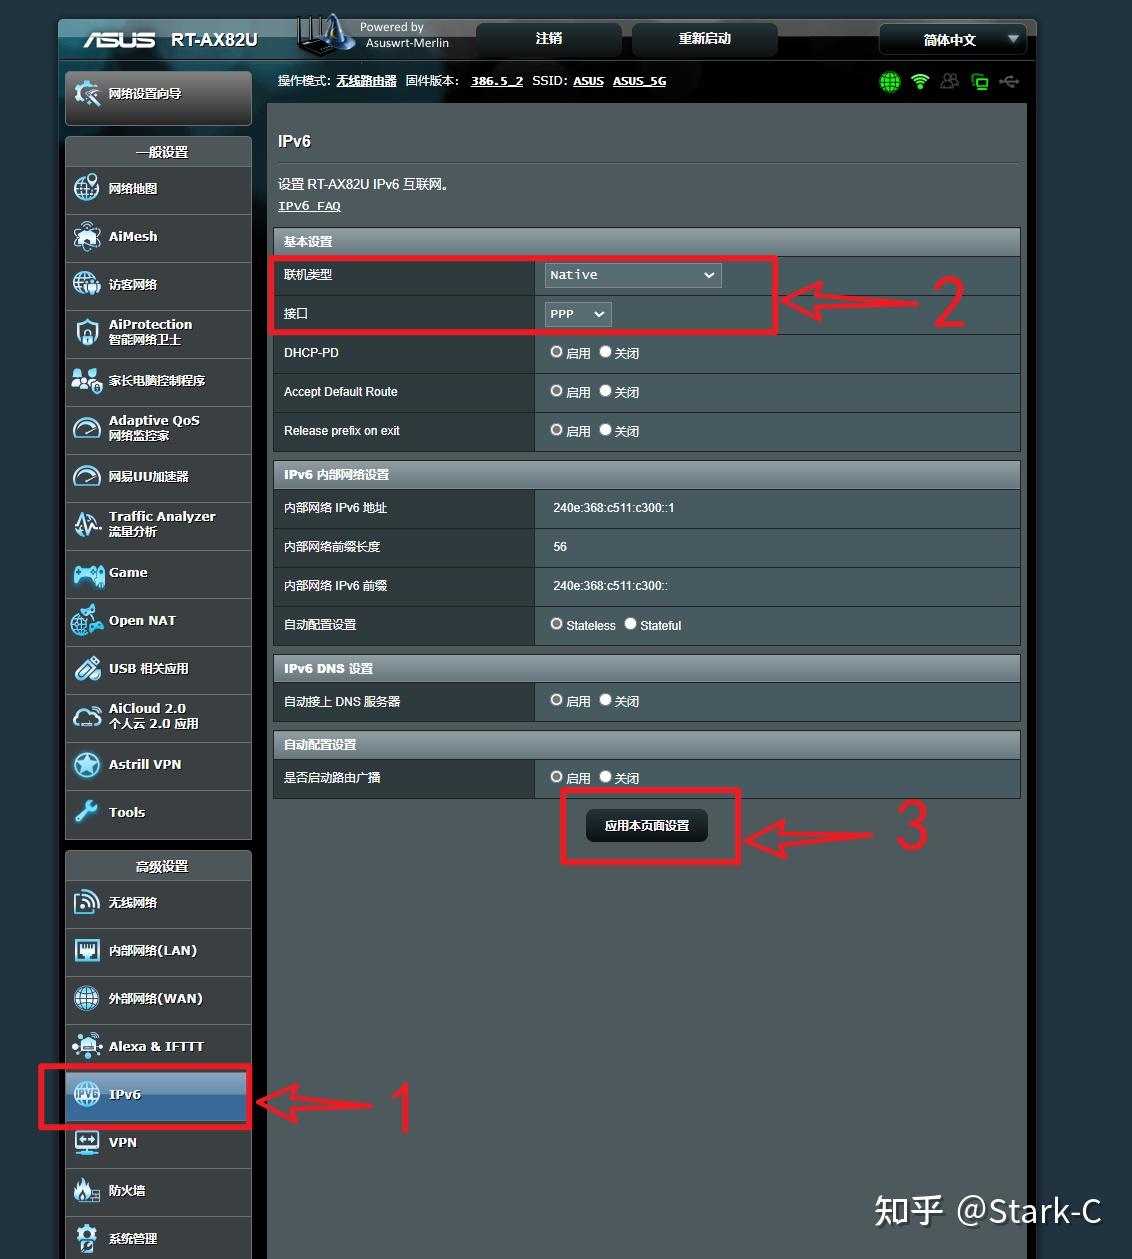 ASUS RT-AX82U
Powered by
Asuswrt-Merlin
注销
重新启动
简体中文
操作模式: 无线路由器 固件版本: 386.5_2 SSID: ASUS ASUS_5G
网络设置向导
一般设置
网络地图
AiMesh
访客网络
AiProtection
智能网络卫士
家长电脑控制程序
Adaptive QoS
网络监控家
网易UU加速器
Traffic Analyzer
流量分析
Game
Open NAT
USB 相关应用
AiCloud 2.0
个人云 2.0 应用
Astrill VPN
Tools
高级设置
无线网络
内部网络(LAN)
外部网络(WAN)
Alexa & IFTTT
IPv6
VPN
防火墙
系统管理
IPv6
设置 RT-AX82U IPv6 互联网。
IPv6 FAQ
基本设置
联机类型 Native
接口 PPP
DHCP-PD 启用 关闭
Accept Default Route 启用 关闭
Release prefix on exit 启用 关闭
IPv6 内部网络设置
内部网络 IPv6 地址 240e:368:c511:c300::1
内部网络前缀长度 56
内部网络 IPv6 前缀 240e:368:c511:c300::
自动配置设置 Stateless Stateful
IPv6 DNS 设置
自动接上 DNS 服务器 启用 关闭
自动配置设置
是否启动路由广播 启用 关闭
应用本页面设置
2
3
1
知乎 @Stark-C